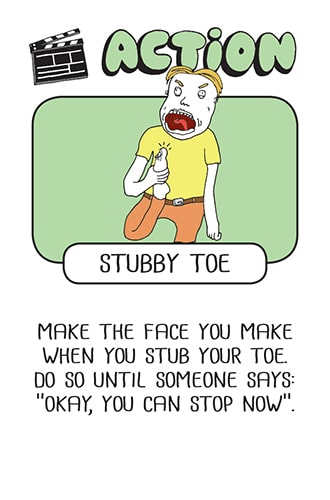 ACTION
STUBBY TOE
MAKE THE FACE YOU MAKE
WHEN YOU STUB YOUR TOE.
DO SO UNTIL SOMEONE SAYS:
"OKAY, YOU CAN STOP NOW".